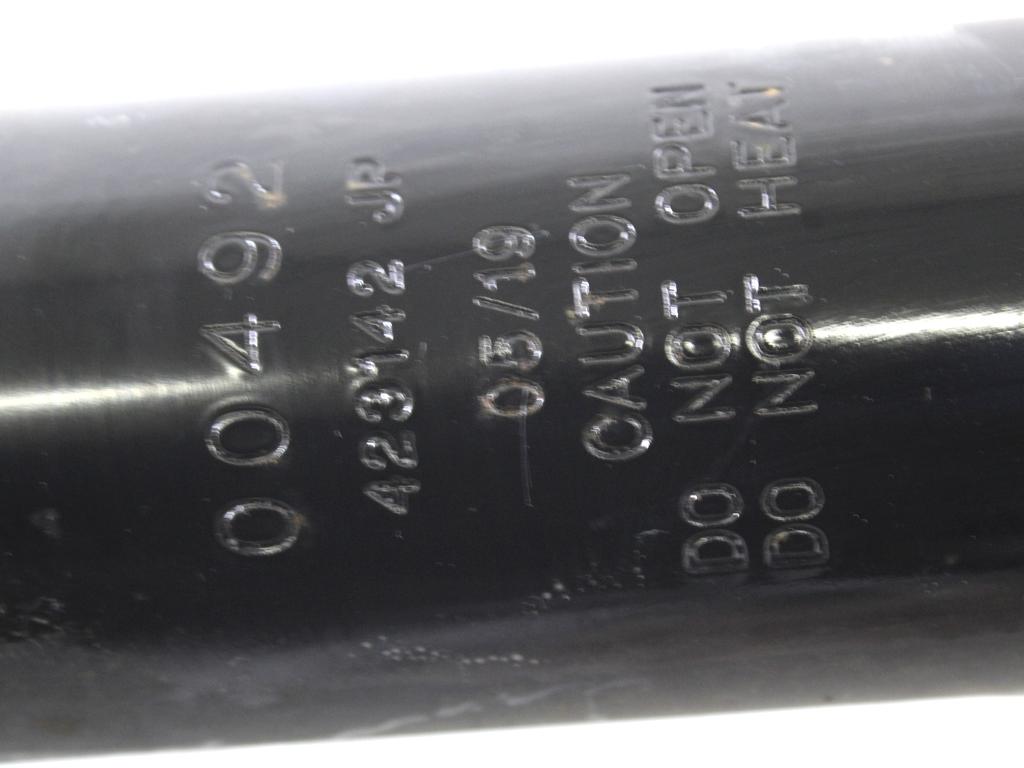 00492
423142 JP
05/19
CAUTION
DO NOT OPEN
DO NOT HEAT